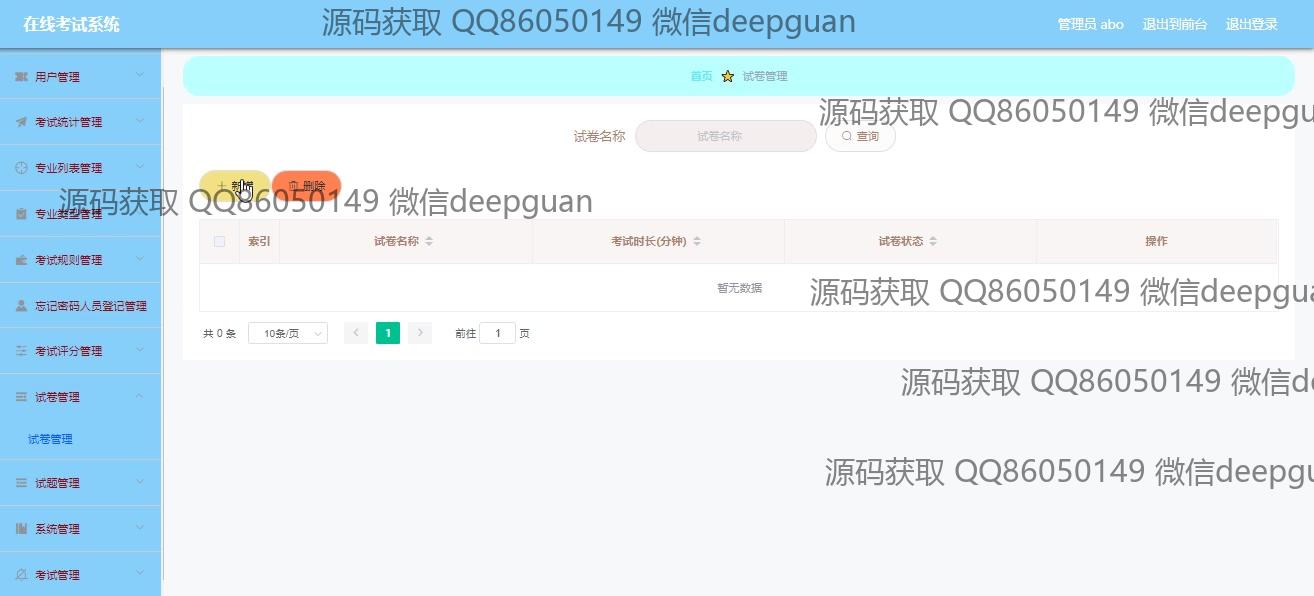 在线考试系统
源码获取 QQ86050149 微信deepguan
管理员 abo
退出到前台
退出登录
用户管理
考试统计管理
专业列表管理
专业类型管理
考试规则管理
忘记密码人员登记管理
考试评分管理
试卷管理
试卷管理
试题管理
系统管理
考试管理
首页
试卷管理
源码获取 QQ86050149 微信deepgu
试卷名称
试卷名称
查询
新增
删除
源码获取 QQ86050149 微信deepguan
索引
试卷名称
考试时长(分钟)
试卷状态
操作
暂无数据
源码获取 QQ86050149 微信deepgua
共 0 条
10条/页
1
前往 1 页
源码获取 QQ86050149 微信de
源码获取 QQ86050149 微信deepgu